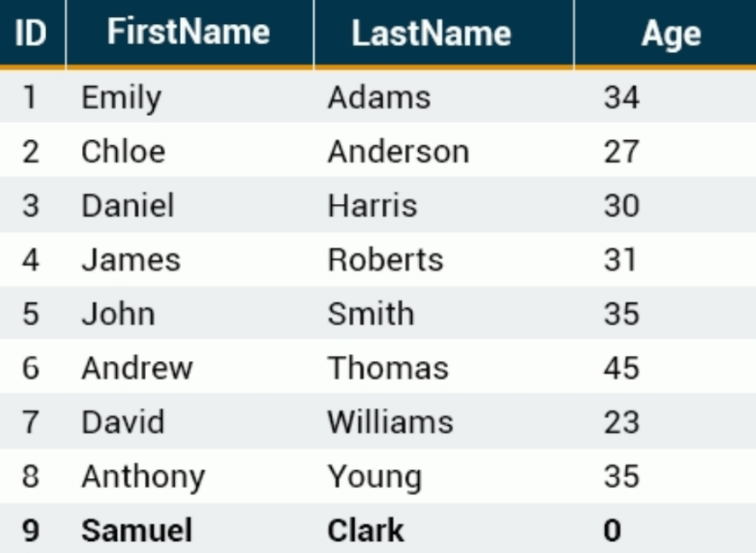 ID FirstName LastName Age
1 Emily Adams 34
2 Chloe Anderson 27
3 Daniel Harris 30
4 James Roberts 31
5 John Smith 35
6 Andrew Thomas 45
7 David Williams 23
8 Anthony Young 35
9 Samuel Clark 0